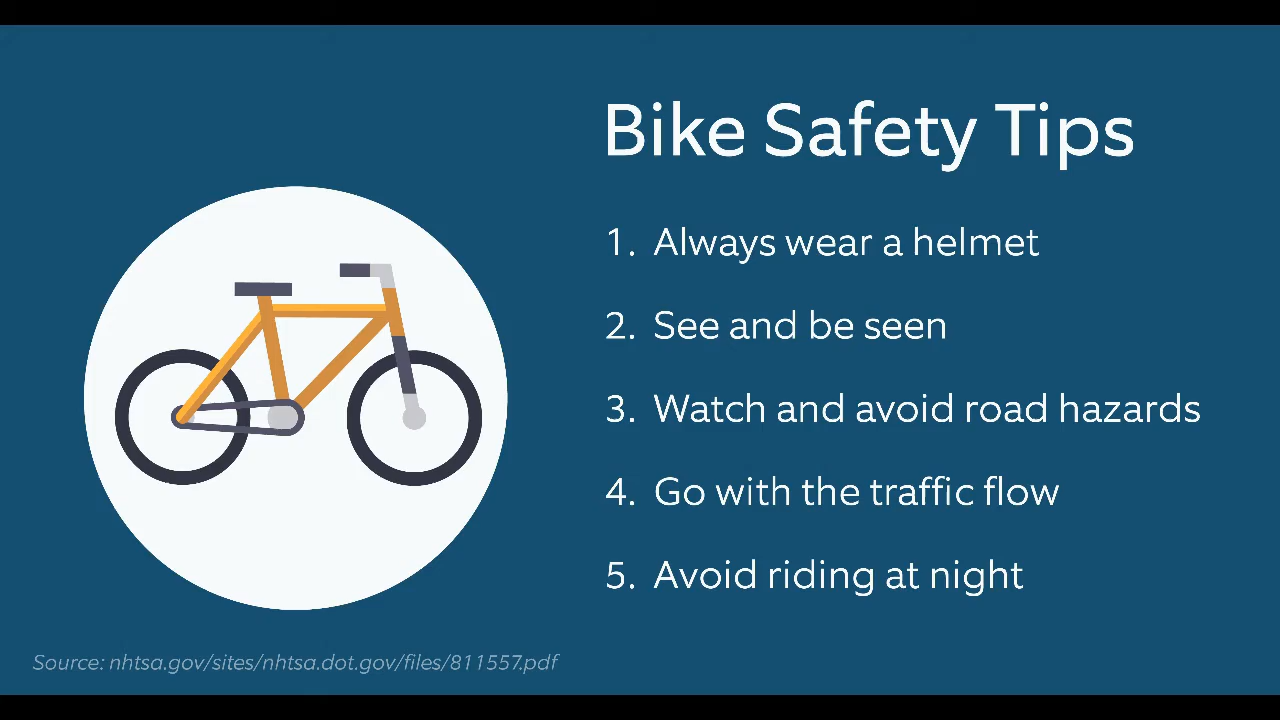 Bike Safety Tips
1. Always wear a helmet
2. See and be seen
3. Watch and avoid road hazards
4. Go with the traffic flow
5. Avoid riding at night
Source: nhtsa.gov/sites/nhtsa.dot.gov/files/811557.pdf